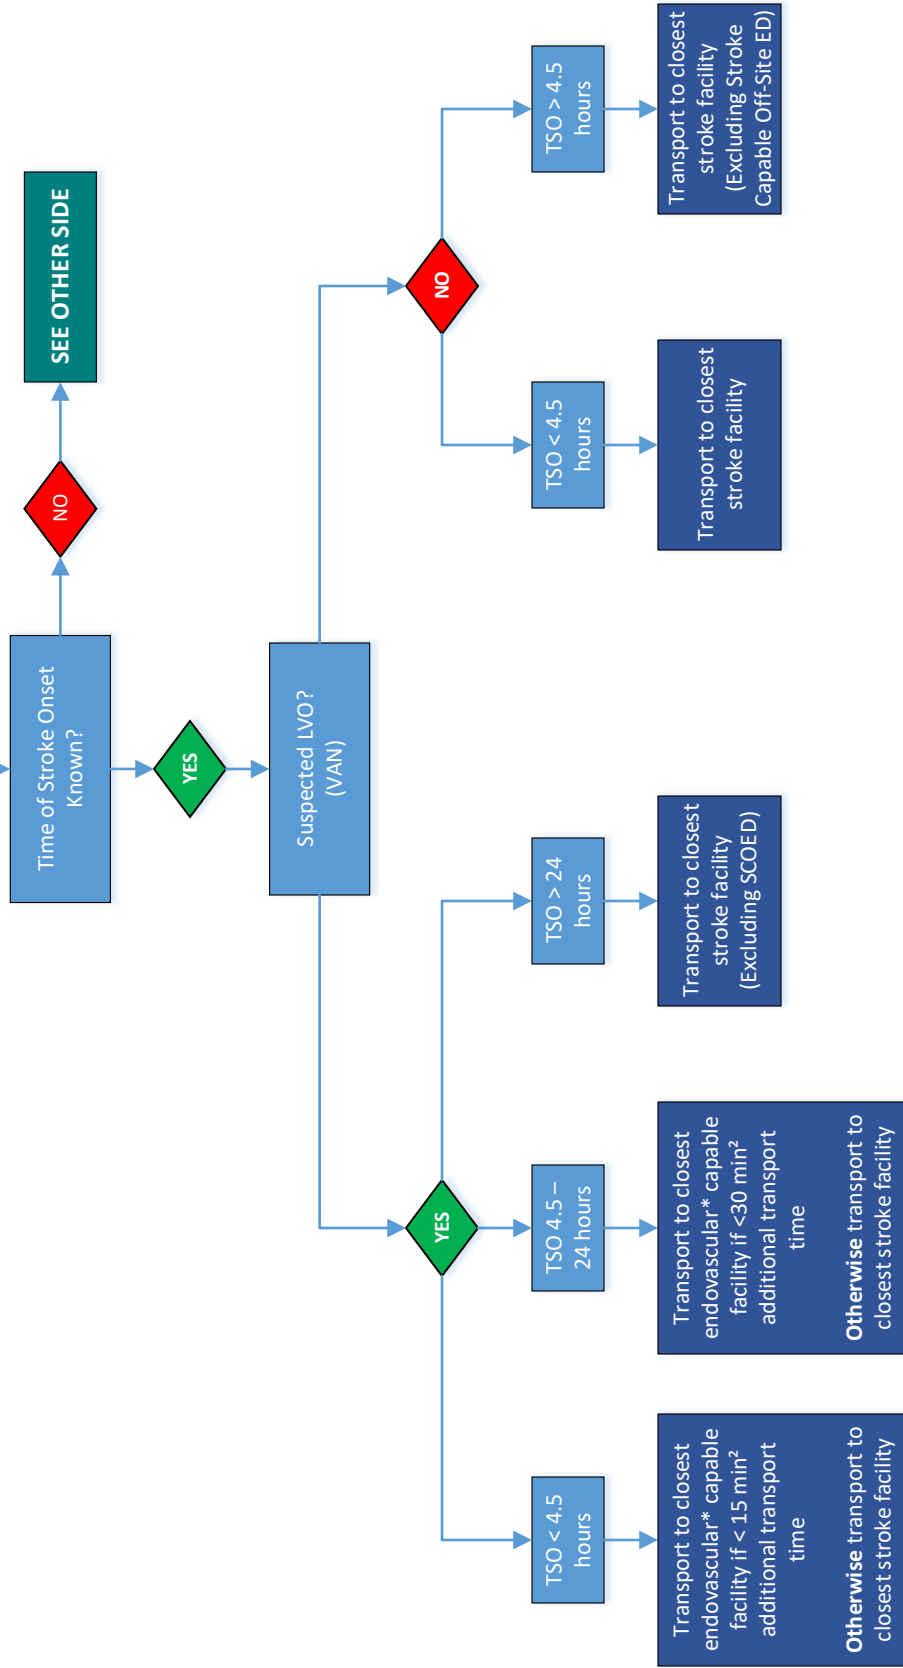 Time of Stroke Onset
Known?
NO
SEE OTHER SIDE
YES
Suspected LVO?
(VAN)
YES
NO
TSO < 4.5
hours
TSO 4.5 –
24 hours
TSO > 24
hours
TSO < 4.5
hours
TSO > 4.5
hours
Transport to closest
endovascular* capable
facility if < 15 min²
additional transport
time
Otherwise transport to
closest stroke facility
Transport to closest
endovascular* capable
facility if <30 min²
additional transport
time
Otherwise transport to
closest stroke facility
Transport to closest
stroke facility
(Excluding SCOED)
Transport to closest
stroke facility
Transport to closest
stroke facility
(Excluding Stroke
Capable Off-Site ED)